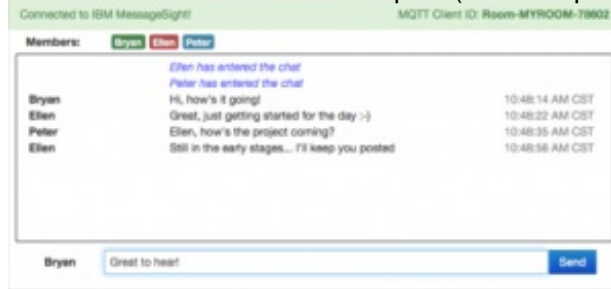 Connected to IBM MessageSight! MQTT Client ID: Room-MYROOM-78602
Members: Bryan Ellen Peter
Ellen has entered the chat
Peter has entered the chat
Bryan Hi, how's it going! 10:48:14 AM CST
Ellen Great, just getting started for the day :-) 10:48:22 AM CST
Peter Ellen, how's the project coming? 10:48:35 AM CST
Ellen Still in the early stages... I'll keep you posted 10:48:56 AM CST
Bryan Great to hear! Send